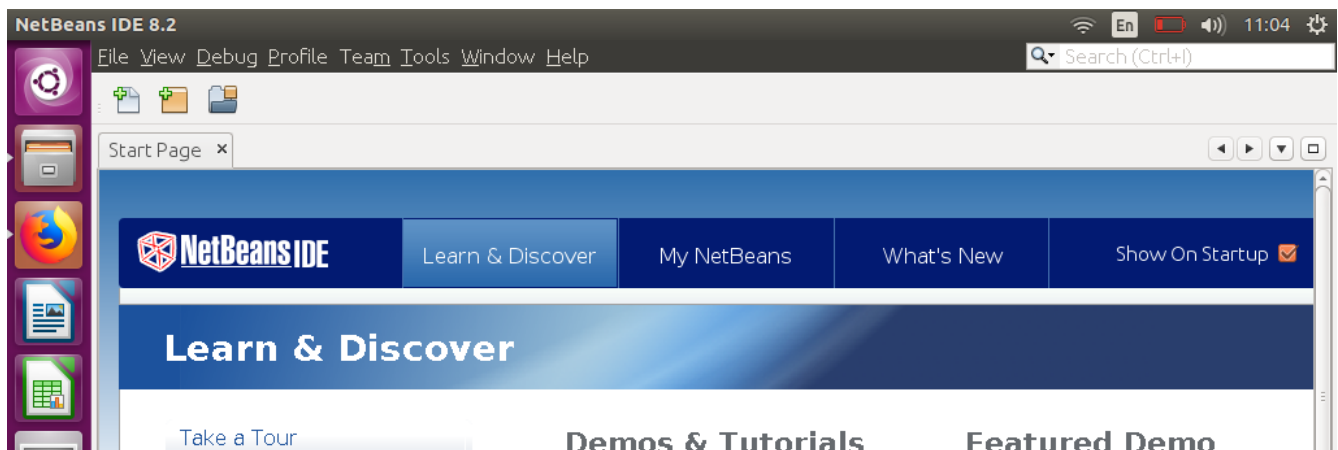 NetBeans IDE 8.2
En
11:04
File View Debug Profile Team Tools Window Help
Search (Ctrl+I)
Start Page
NetBeans IDE
Learn & Discover
My NetBeans
What's New
Show On Startup
Learn & Discover
Take a Tour
Demos & Tutorials
Featured Demo